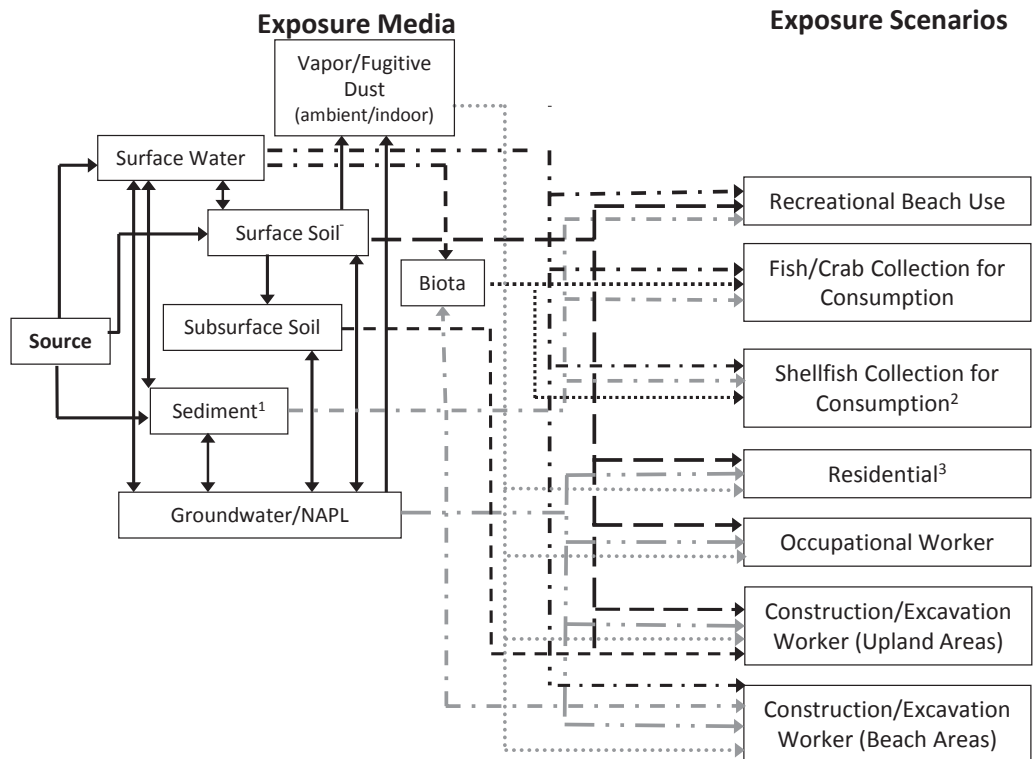 Exposure Media
Exposure Scenarios
Vapor/Fugitive
Dust
(ambient/indoor)
Surface Water
Surface Soil-
Biota
Subsurface Soil
Source
Sediment1
Groundwater/NAPL
Recreational Beach Use
Fish/Crab Collection for
Consumption
Shellfish Collection for
Consumption2
Residential3
Occupational Worker
Construction/Excavation
Worker (Upland Areas)
Construction/Excavation
Worker (Beach Areas)